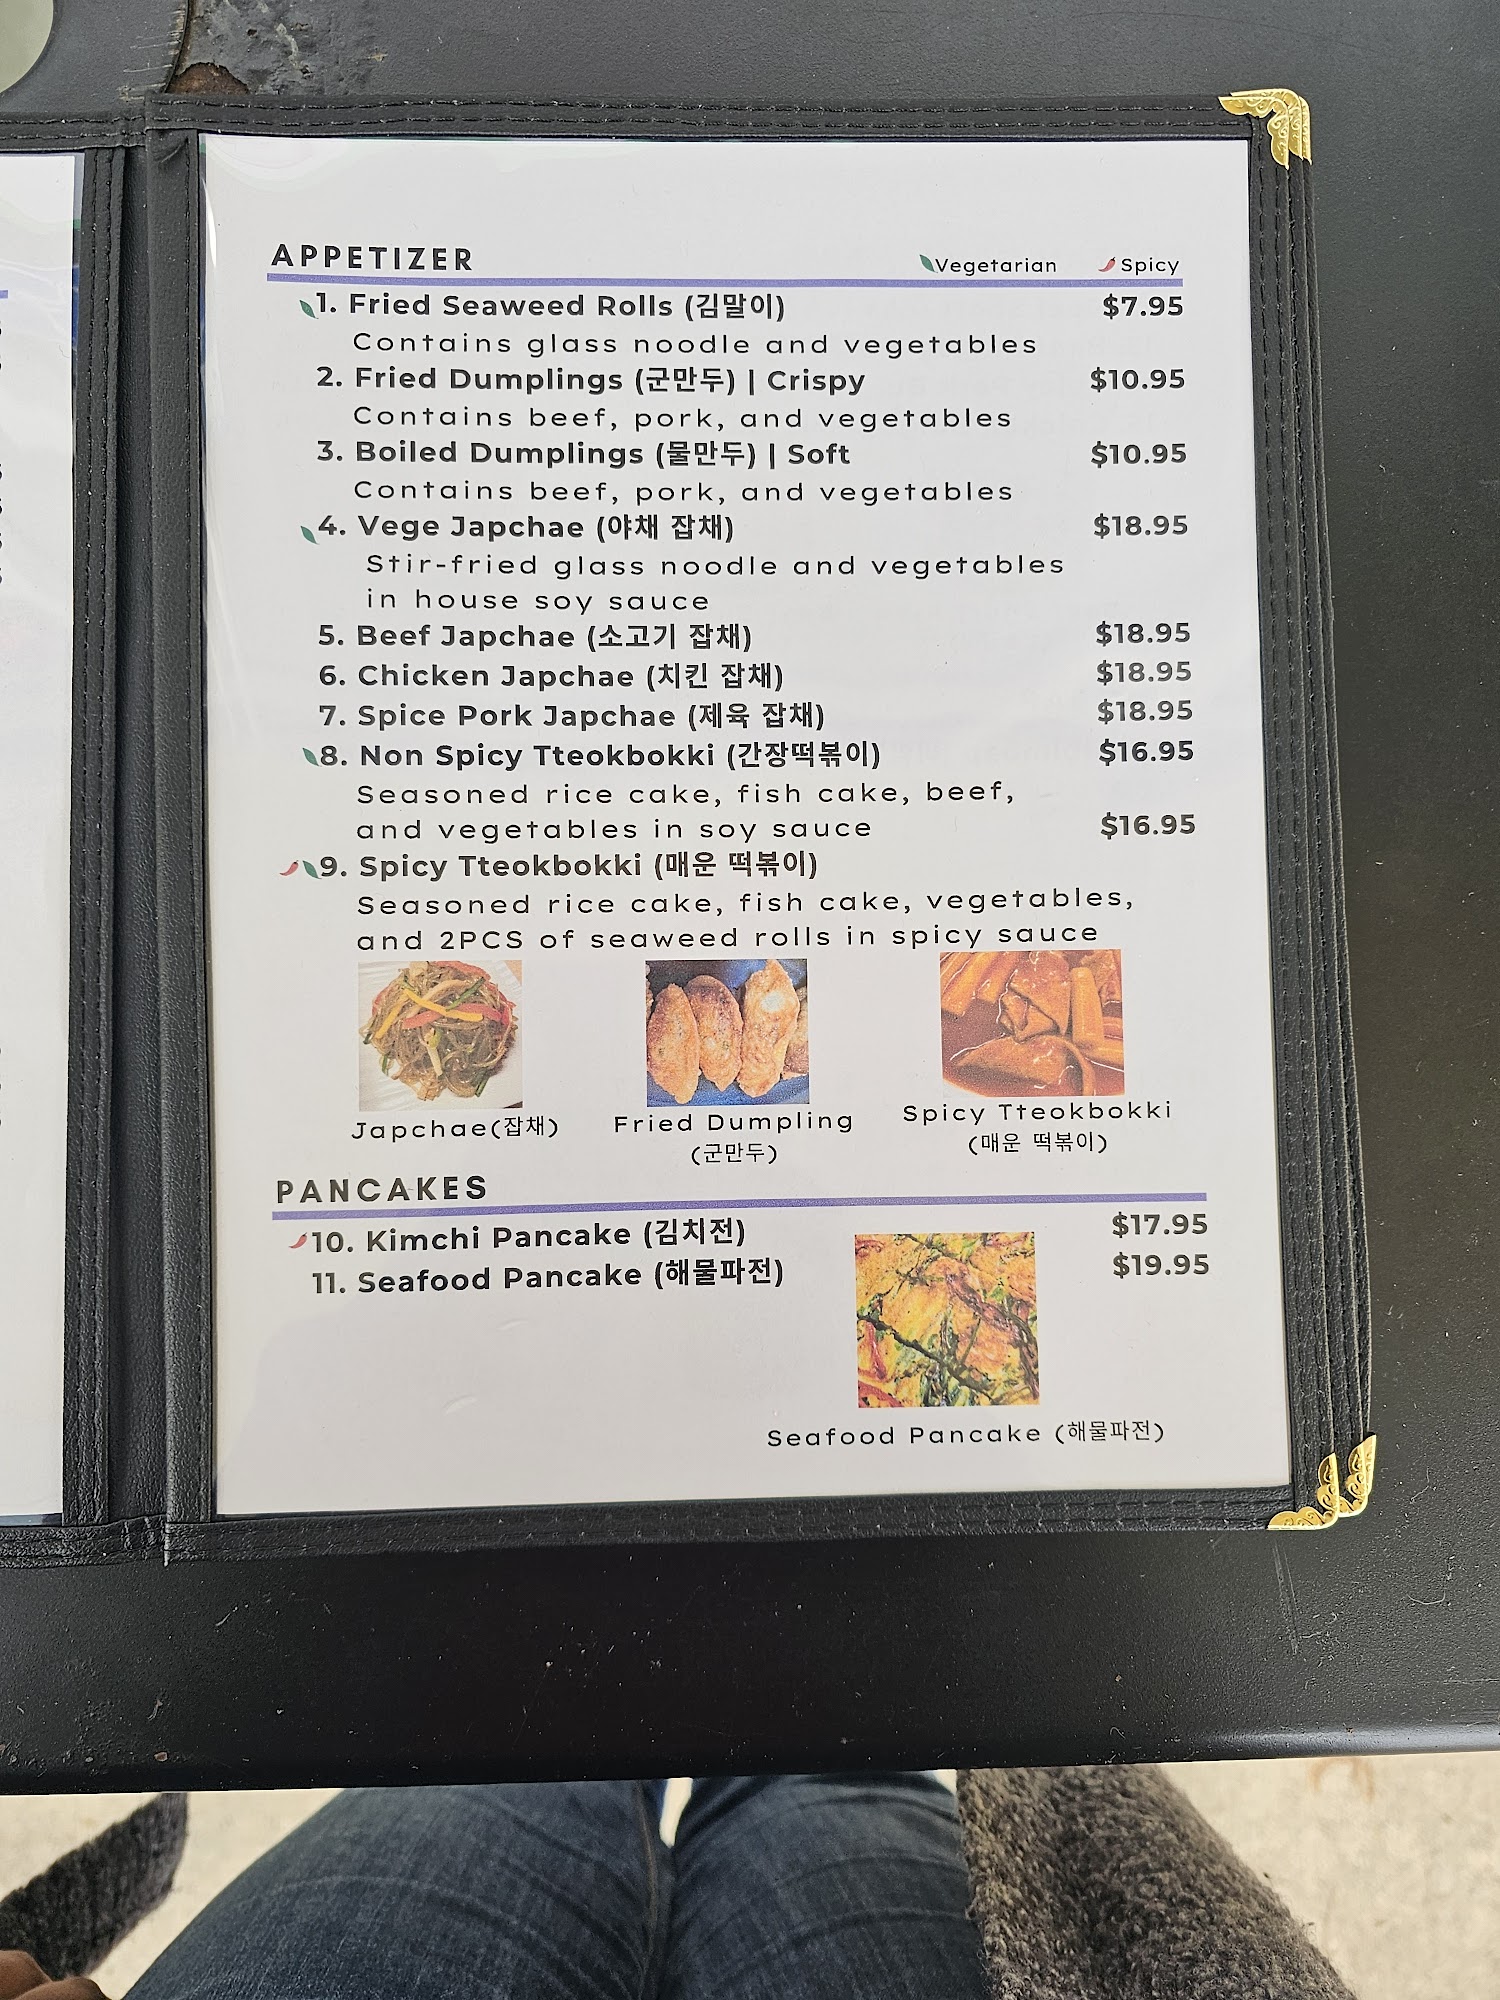 APPETIZER
Vegetarian Spicy
1. Fried Seaweed Rolls (김말이) $7.95
Contains glass noodle and vegetables
2. Fried Dumplings (군만두) | Crispy $10.95
Contains beef, pork, and vegetables
3. Boiled Dumplings (물만두) | Soft $10.95
Contains beef, pork, and vegetables
4. Vege Japchae (야채 잡채) $18.95
Stir-fried glass noodle and vegetables
in house soy sauce
5. Beef Japchae (소고기 잡채) $18.95
6. Chicken Japchae (치킨 잡채) $18.95
7. Spice Pork Japchae (제육 잡채) $18.95
8. Non Spicy Tteokbokki (간장떡볶이) $16.95
Seasoned rice cake, fish cake, beef,
and vegetables in soy sauce $16.95
9. Spicy Tteokbokki (매운 떡볶이)
Seasoned rice cake, fish cake, vegetables,
and 2PCS of seaweed rolls in spicy sauce
Japchae(잡채)
Fried Dumpling
(군만두)
Spicy Tteokbokki
(매운 떡볶이)
PANCAKES
10. Kimchi Pancake (김치전) $17.95
11. Seafood Pancake (해물파전) $19.95
Seafood Pancake (해물파전)